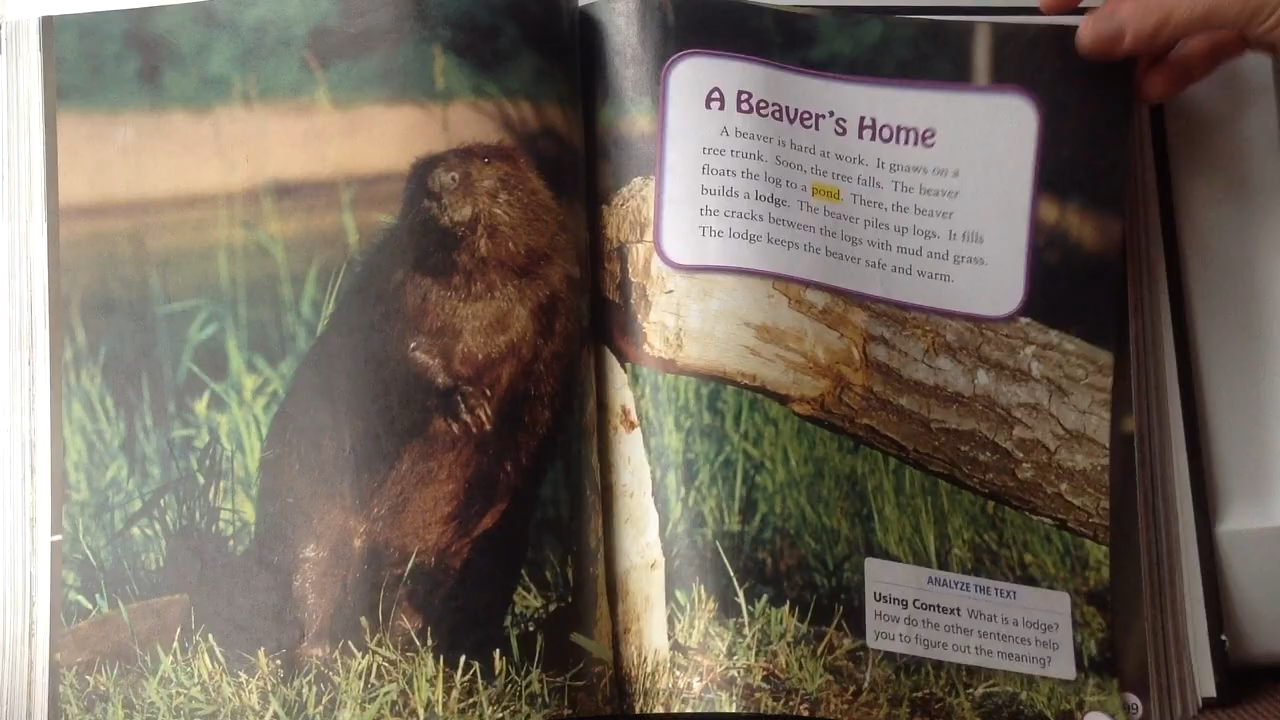 A Beaver's Home
A beaver is hard at work. It gnaws on a
tree trunk. Soon, the tree falls. The beaver
floats the log to a pond. There, the beaver
builds a lodge. The beaver piles up logs. It fills
the cracks between the logs with mud and grass.
The lodge keeps the beaver safe and warm.
ANALYZE THE TEXT
Using Context What is a lodge?
How do the other sentences help
you to figure out the meaning?
99